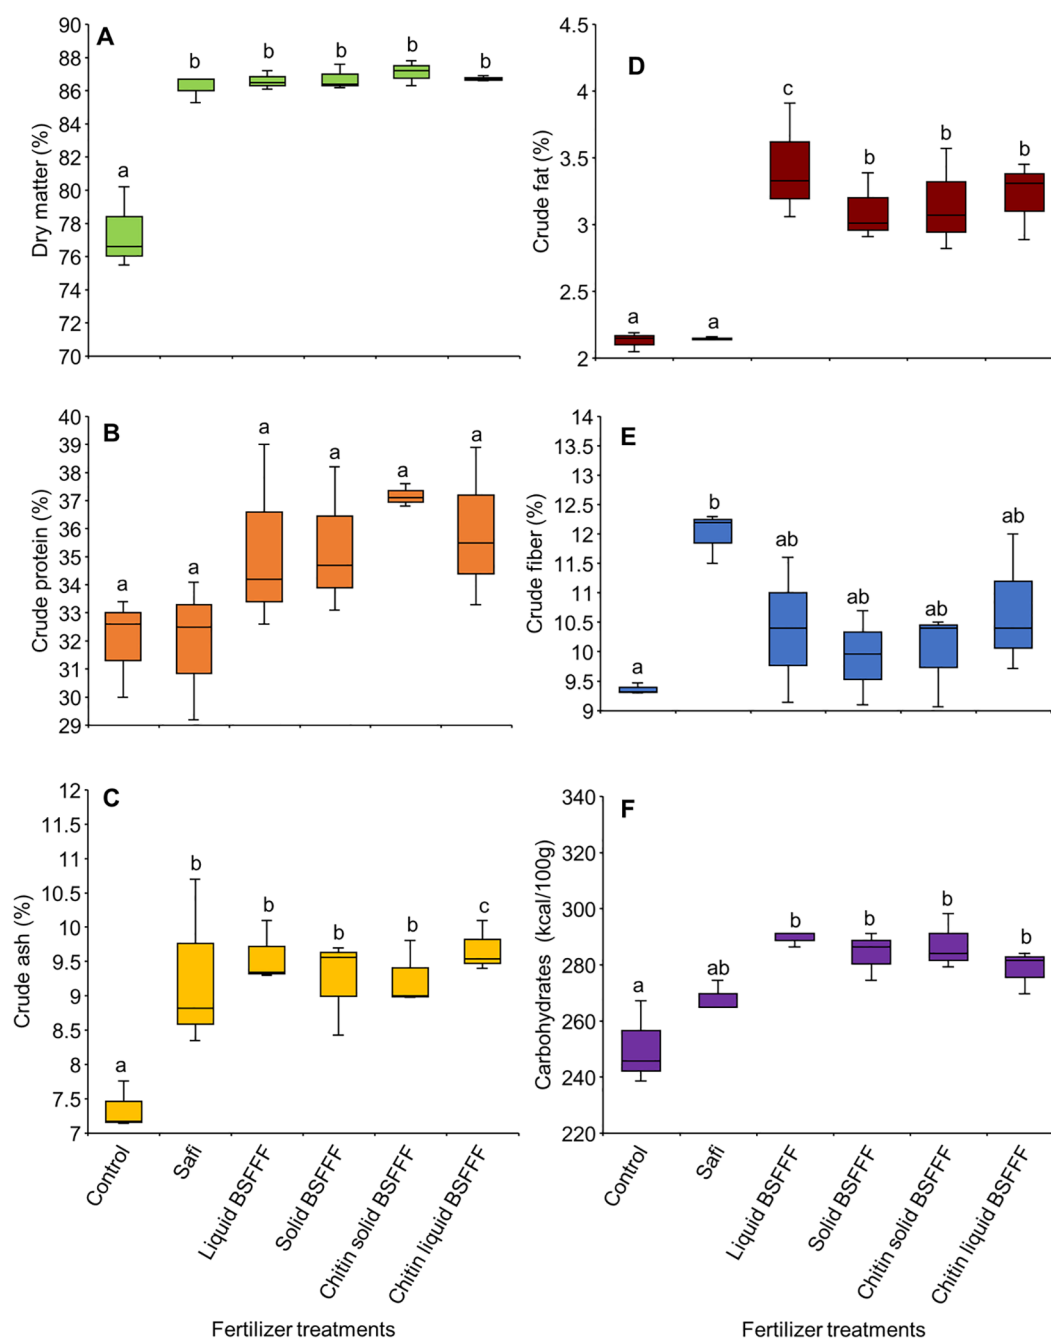 A
Dry matter (%)
90
88
86
84
82
80
78
76
74
72
70
a
b
b
b
b
b
D
Crude fat (%)
4.5
4
3.5
3
2.5
2
a
a
c
b
b
b
B
Crude protein (%)
40
39
38
37
36
35
34
33
32
31
30
29
a
a
a
a
a
a
E
Crude fiber (%)
14
13.5
13
12.5
12
11.5
11
10.5
10
9.5
9
a
b
ab
ab
ab
ab
C
Crude ash (%)
12
11.5
11
10.5
10
9.5
9
8.5
8
7.5
7
a
b
b
b
b
c
Control
Safi
Liquid BSFFF
Solid BSFFF
Chitin solid BSFFF
Chitin liquid BSFFF
Fertilizer treatments
F
Carbohydrates (kcal/100g)
340
320
300
280
260
240
220
a
ab
b
b
b
b
Control
Safi
Liquid BSFFF
Solid BSFFF
Chitin solid BSFFF
Chitin liquid BSFFF
Fertilizer treatments